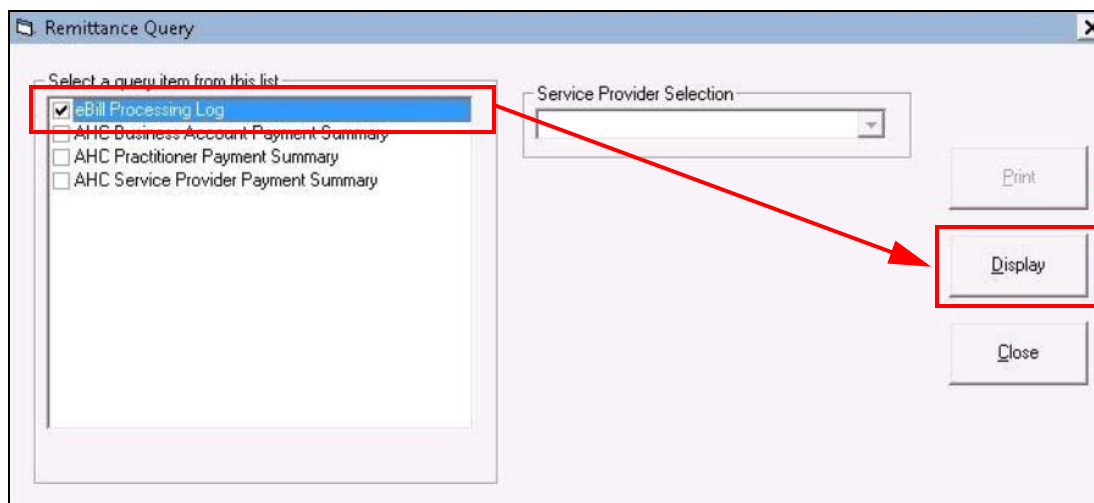 Remittance Query
Select a query item from this list
eBill Processing Log
AHC Business Account Payment Summary
AHC Practitioner Payment Summary
AHC Service Provider Payment Summary
Service Provider Selection
Print
Display
Close